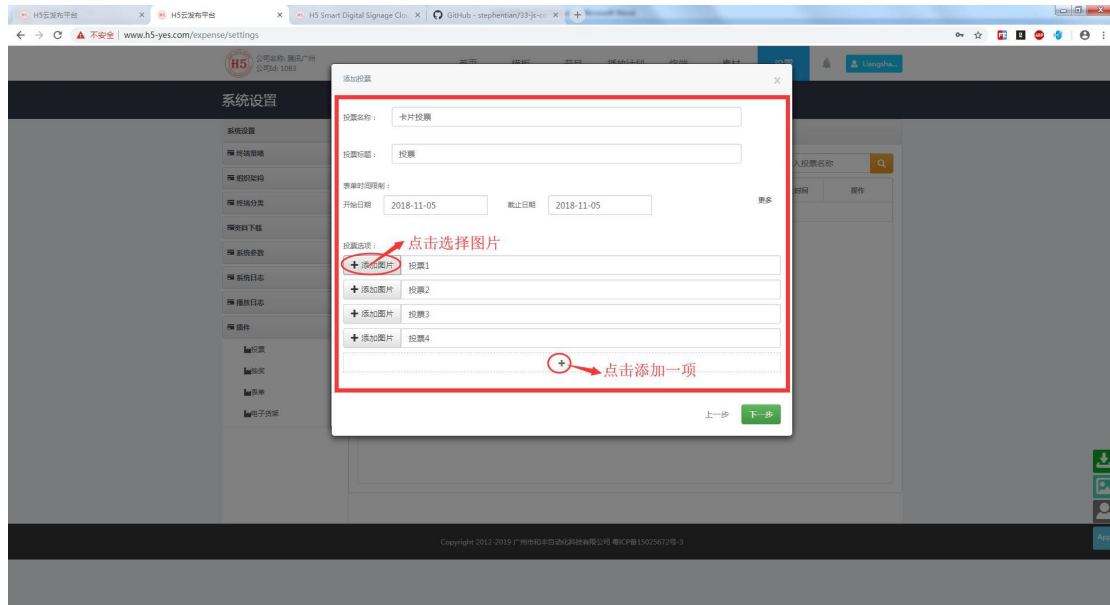 H5云发布平台
H5云发布平台
H5 Smart Digital Signage Clou
GitHub - stephentian/33-js-co
不安全 | www.h5-yes.com/expense/settings
H5
公司名称: 腾讯广州
公司Id: 1083
Liangsha...
系统设置
系统设置
终端策略
组织架构
终端分类
资料下载
系统参数
系统日志
播放日志
插件
投票
抽奖
表单
电子货架
入投票名称
操作
添加投票
投票名称：
卡片投票
投票标题：
投票
表单时间限制：
开始日期
2018-11-05
截止日期
2018-11-05
更多
投票选项：
点击选择图片
添加图片
投票1
添加图片
投票2
添加图片
投票3
添加图片
投票4
点击添加一项
上一步
下一步
App
Copyright 2012-2019 广州市和丰自动化科技有限公司 粤ICP备15025672号-3